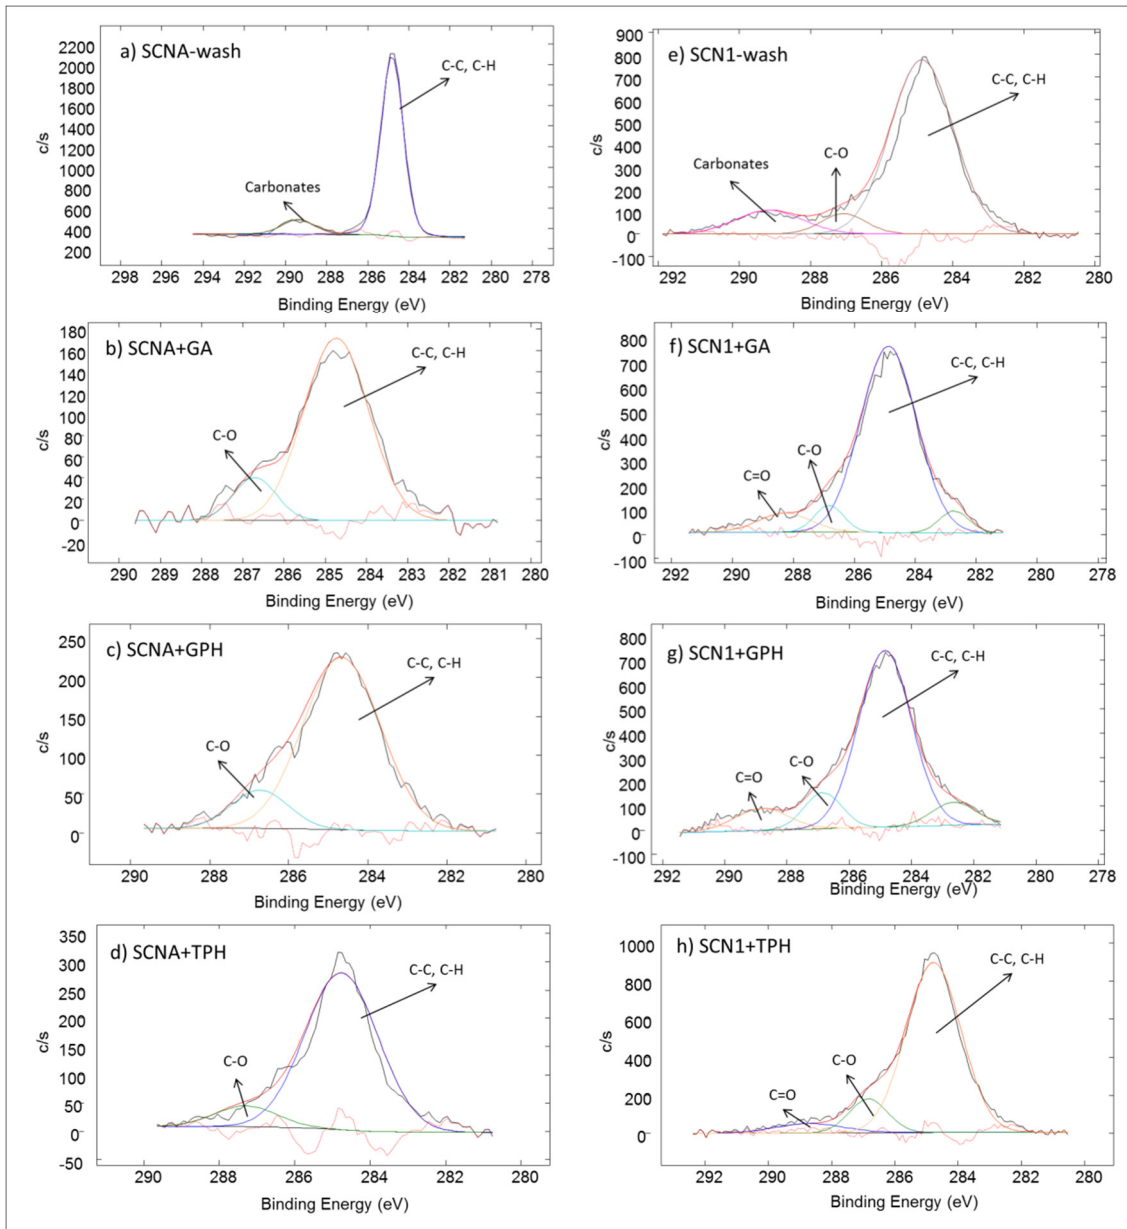 a) SCNA-wash
C-C, C-H
Carbonates
2200
2000
1800
1600
1400
1200
1000
800
600
400
200
c/s
298 296 294 292 290 288 286 284 282 280 278
Binding Energy (eV)
e) SCN1-wash
C-C, C-H
C-O
Carbonates
900
800
700
600
500
400
300
200
100
0
-100
c/s
292 290 288 286 284 282 280
Binding Energy (eV)
b) SCNA+GA
C-C, C-H
C-O
180
160
140
120
100
80
60
40
20
0
-20
c/s
290 289 288 287 286 285 284 283 282 281 280
Binding Energy (eV)
f) SCN1+GA
C-C, C-H
C-O
C=O
800
700
600
500
400
300
200
100
0
-100
c/s
292 290 288 286 284 282 280 278
Binding Energy (eV)
c) SCNA+GPH
C-C, C-H
C-O
250
200
150
100
50
0
c/s
290 288 286 284 282 280
Binding Energy (eV)
g) SCN1+GPH
C-C, C-H
C-O
C=O
800
700
600
500
400
300
200
100
0
-100
c/s
292 290 288 286 284 282 280 278
Binding Energy (eV)
d) SCNA+TPH
C-C, C-H
C-O
350
300
250
200
150
100
50
0
-50
c/s
290 288 286 284 282 280
Binding Energy (eV)
h) SCN1+TPH
C-C, C-H
C-O
C=O
1000
800
600
400
200
0
c/s
292 290 288 286 284 282 280
Binding Energy (eV)